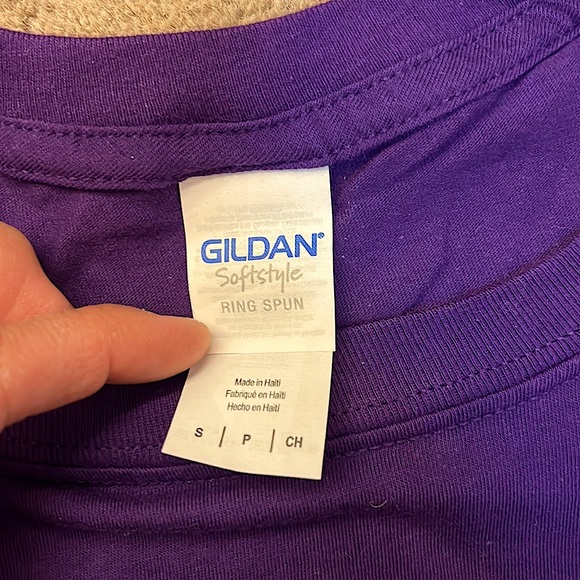 GILDAN®
Softstyle
RING SPUN
Made in Haiti
Fabriqué en Haïti
Hecho en Haití
S | P | CH